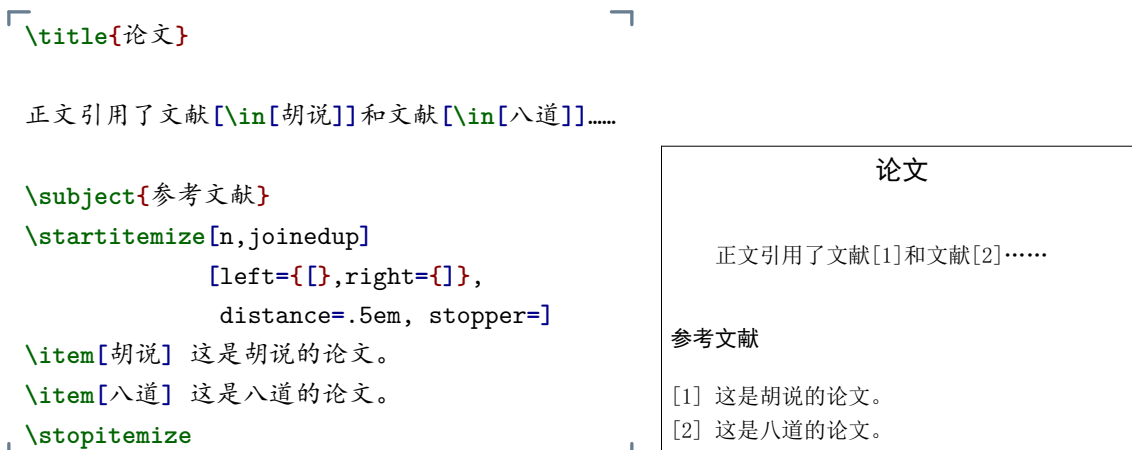 \title{论文}
正文引用了文献[\in[胡说]]和文献[\in[八道]]……
\subject{参考文献}
\startitemize[n,joinedup]
[left={[},right={]},
distance=.5em, stopper=]
\item[胡说] 这是胡说的论文。
\item[八道] 这是八道的论文。
\stopitemize
论文
正文引用了文献[1]和文献[2]……
参考文献
[1] 这是胡说的论文。
[2] 这是八道的论文。